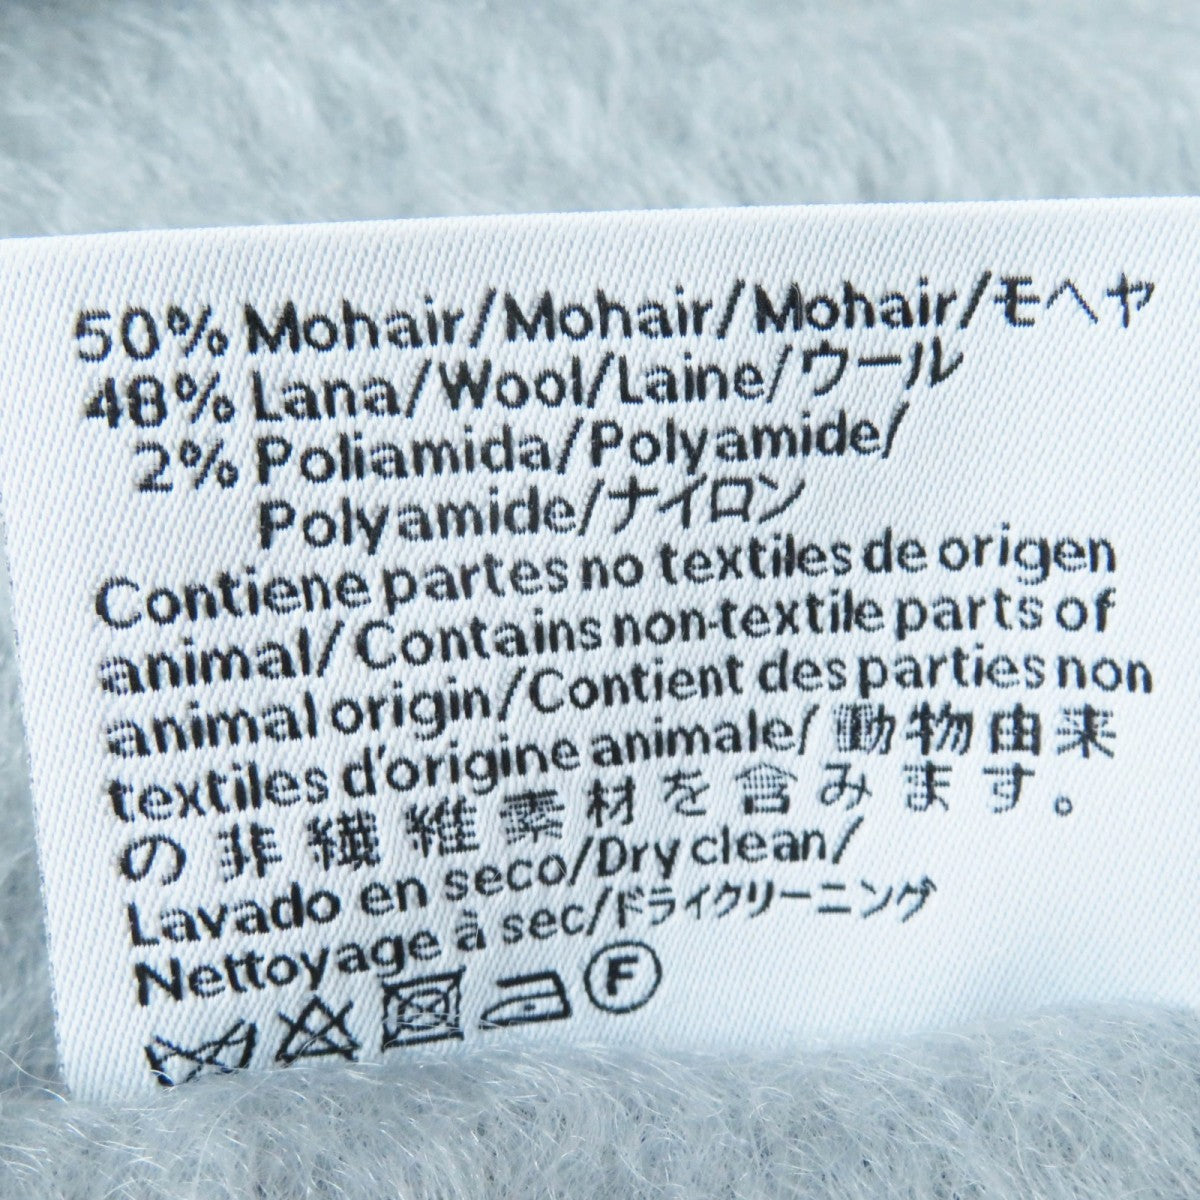 50% Mohair/Mohair/Mohair/モヘヤ
48% Lana/Wool/Laine/ウール
2% Poliamida/Polyamide/
Polyamide/ナイロン
Contiene partes no textiles de origen
animal/Contains non-textile parts of
animal origin/Contient des parties non
textiles d'origine animale/動物由来
の非繊維素材を含みます。
Lavado en seco/Dry clean/
Nettoyage à sec/ドライクリーニング
F